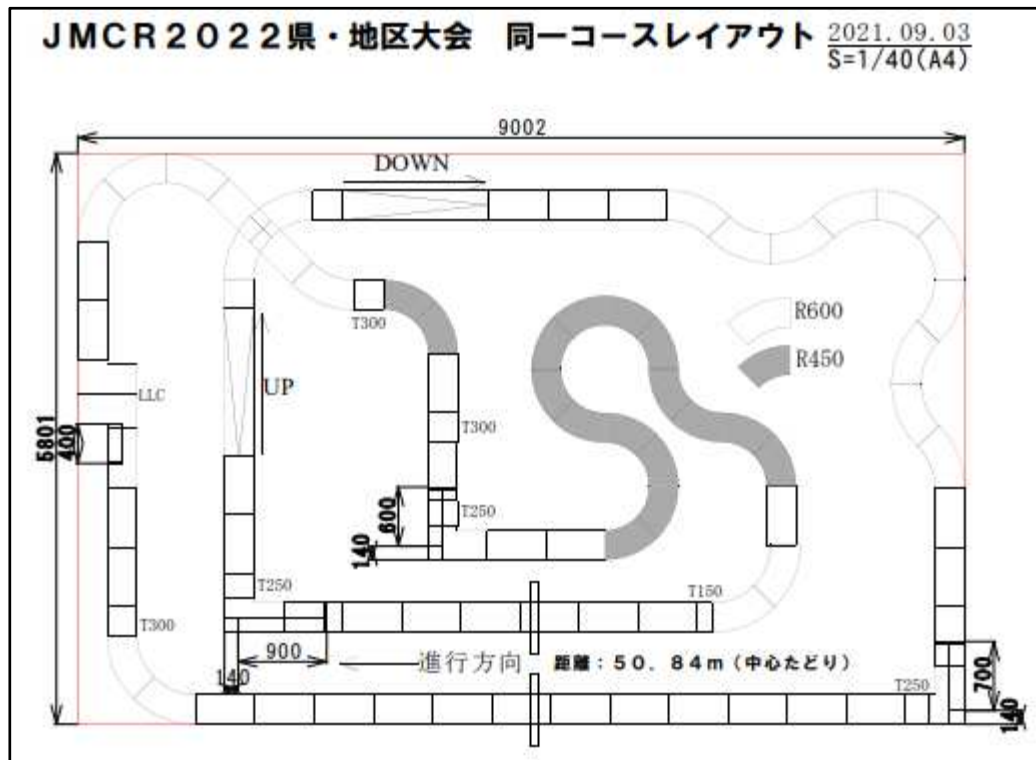 JMCR2022県・地区大会 同一コースレイアウト 2021.09.03
S=1/40(A4)
9002
DOWN
R600
T300
R450
UP
LLC
T300
5801
400
600
T250
140
T250
T150
T300
900
進行方向 距離:50.84m(中心たどり)
140
T250
700
140